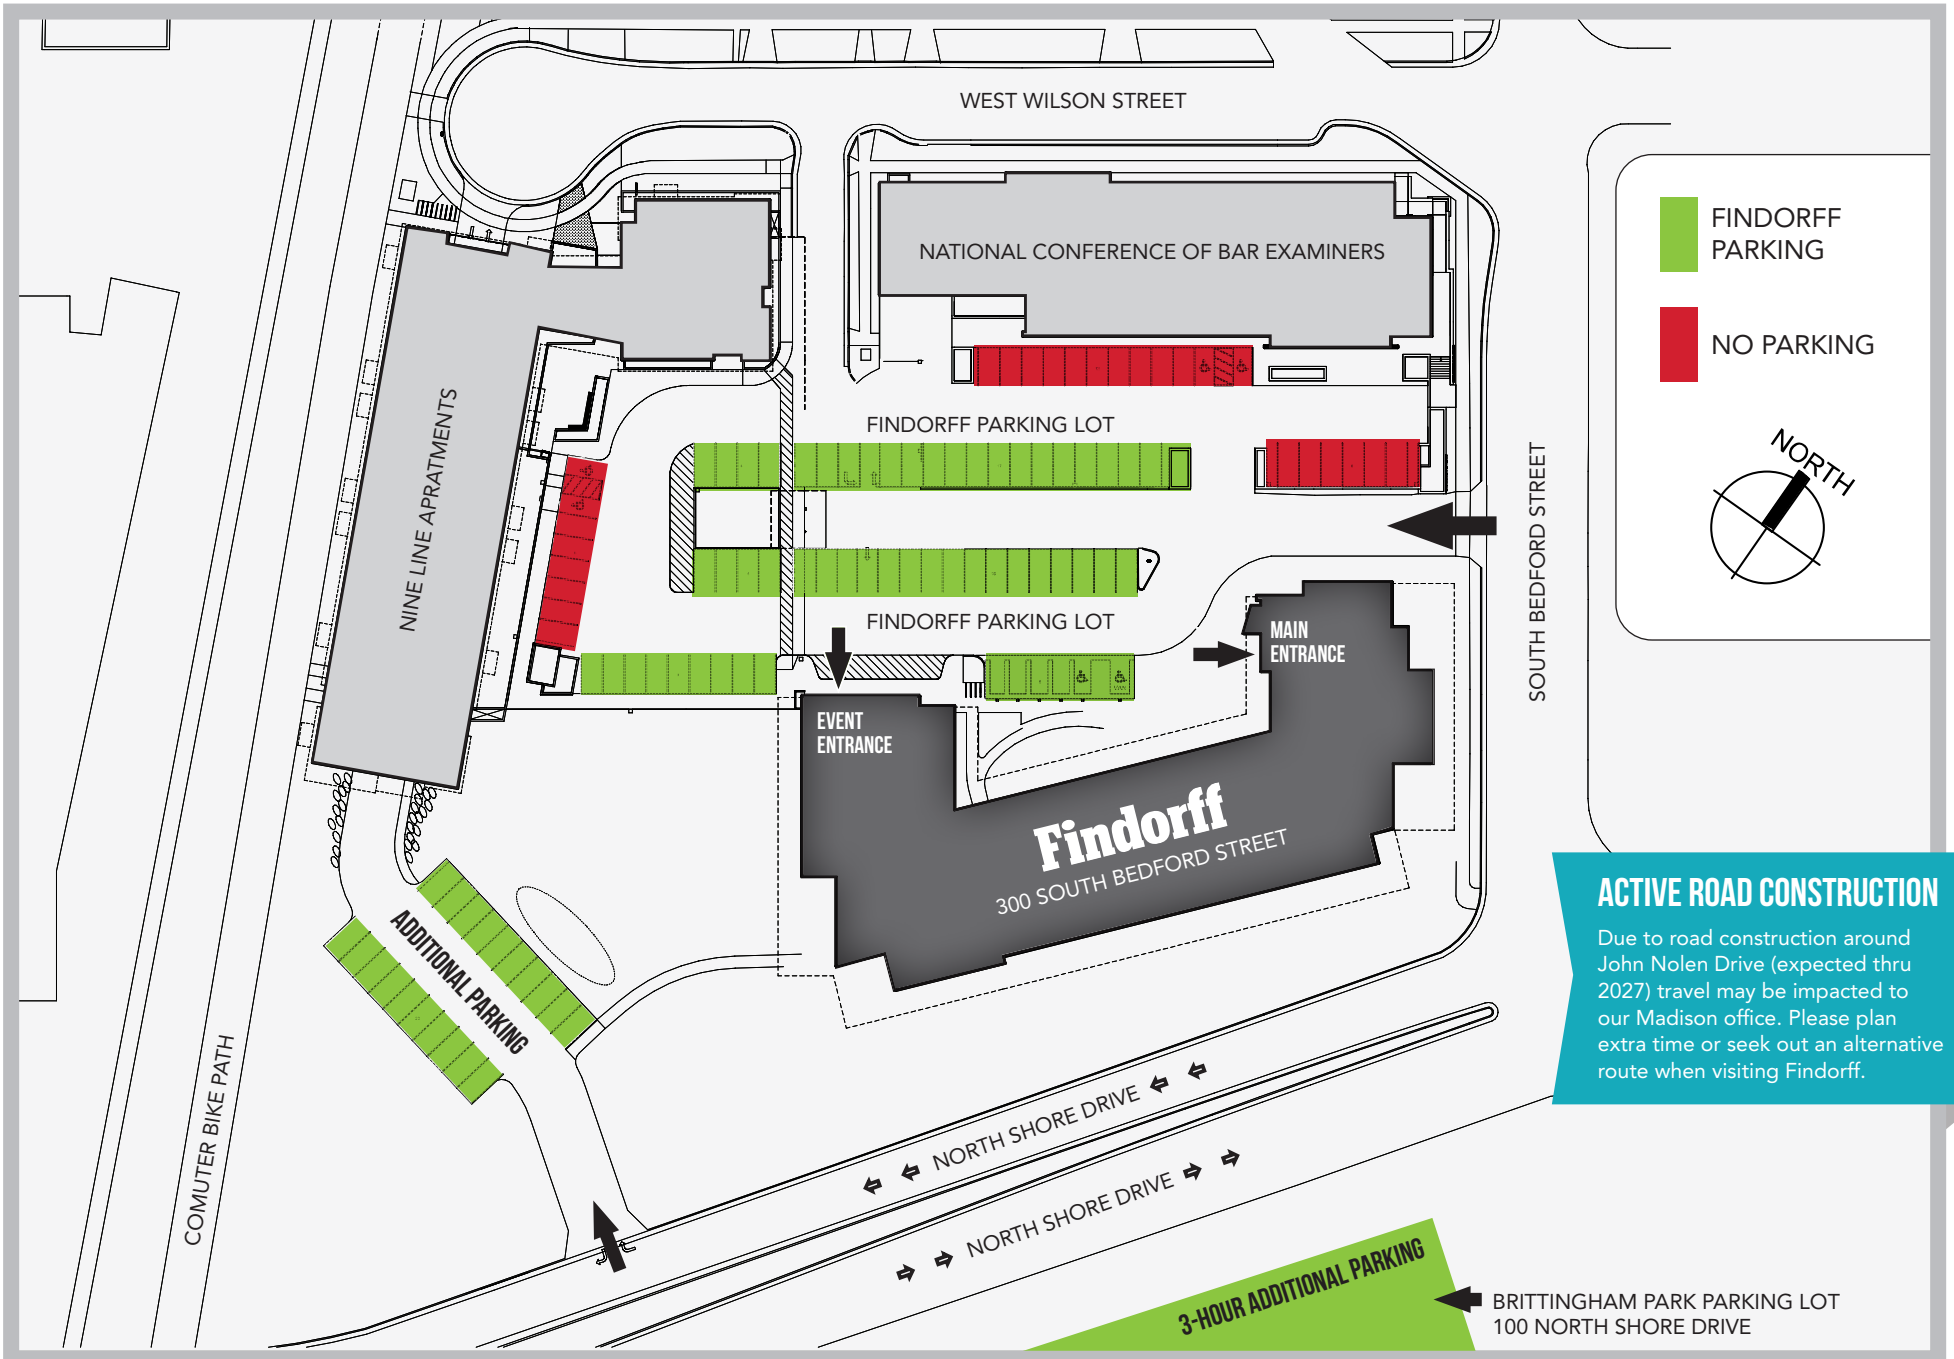 WEST WILSON STREET
NATIONAL CONFERENCE OF BAR EXAMINERS
FINDORFF
PARKING
NO PARKING
NORTH
NINE LINE APRATMENTS
FINDORFF PARKING LOT
SOUTH BEDFORD STREET
FINDORFF PARKING LOT
MAIN
ENTRANCE
EVENT
ENTRANCE
Findorff
300 SOUTH BEDFORD STREET
ADDITIONAL PARKING
COMUTER BIKE PATH
ACTIVE ROAD CONSTRUCTION
Due to road construction around
John Nolen Drive (expected thru
2027) travel may be impacted to
our Madison office. Please plan
extra time or seek out an alternative
route when visiting Findorff.
NORTH SHORE DRIVE
NORTH SHORE DRIVE
3-HOUR ADDITIONAL PARKING
BRITTINGHAM PARK PARKING LOT
100 NORTH SHORE DRIVE